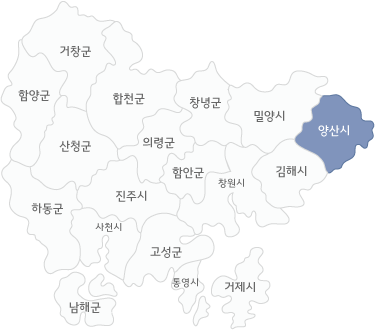 거창군
함양군
합천군
창녕군
밀양시
양산시
산청군
의령군
함안군
창원시
김해시
진주시
하동군
사천시
고성군
통영시
거제시
남해군